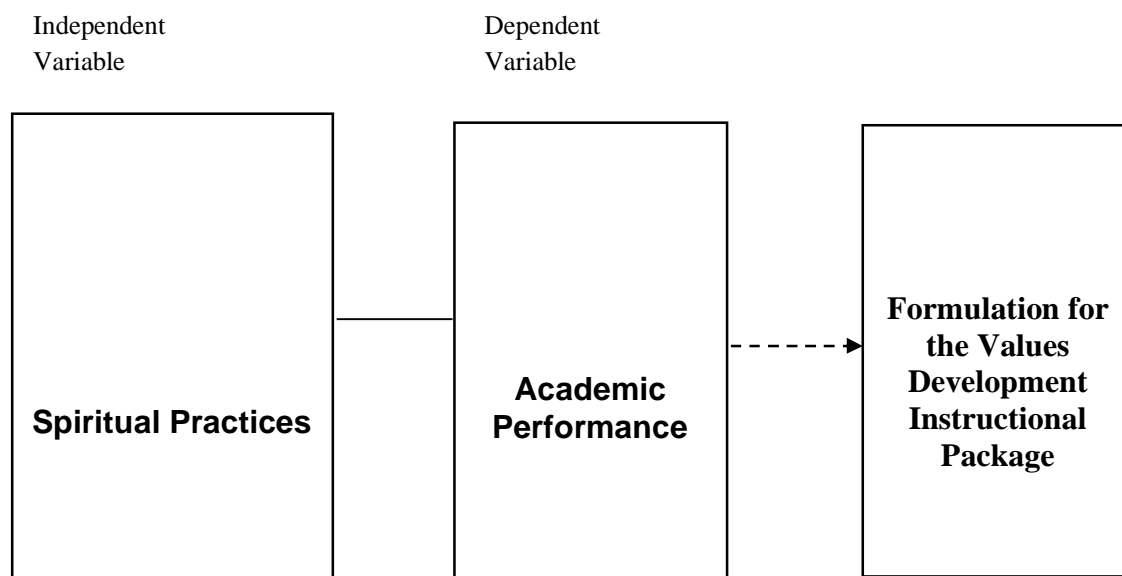 Independent
Variable
Dependent
Variable
Spiritual Practices
Academic
Performance
Formulation for
the Values
Development
Instructional
Package